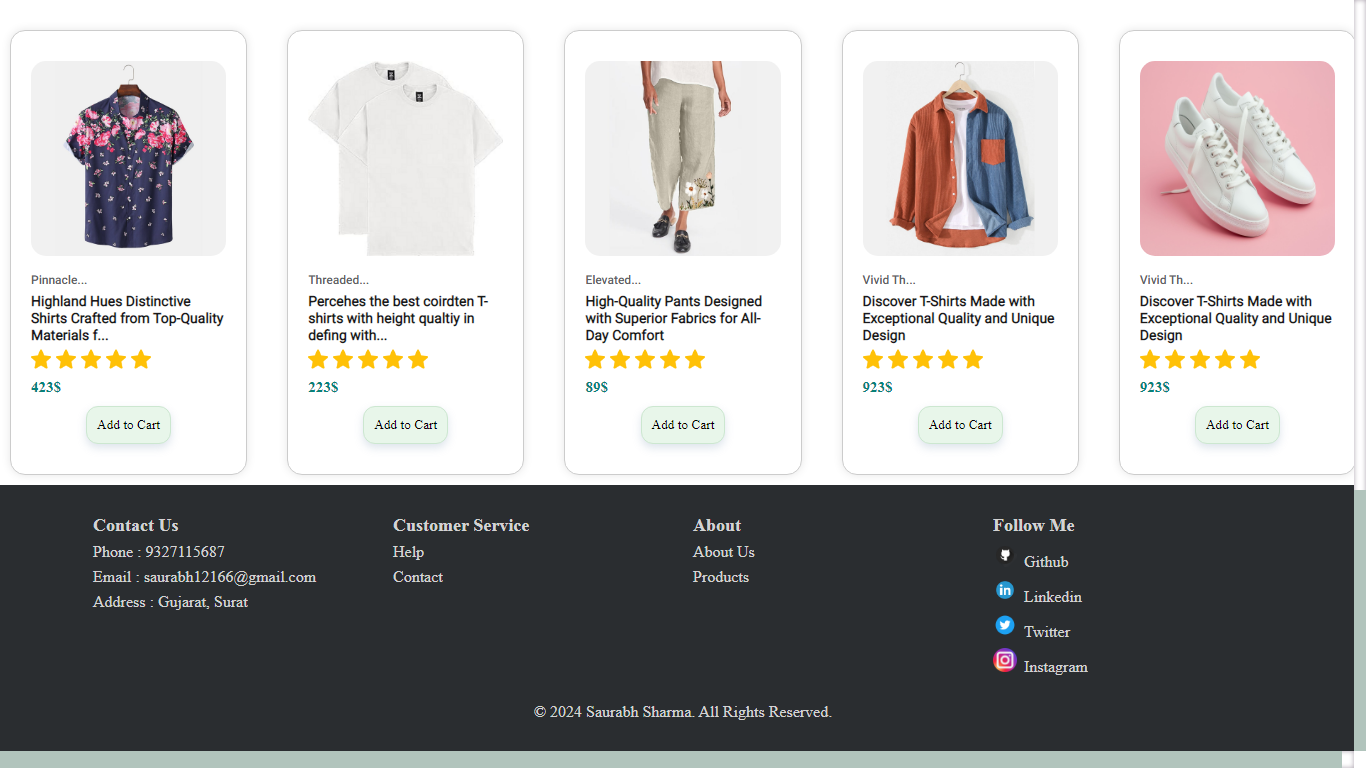 Pinnacle...
Highland Hues Distinctive
Shirts Crafted from Top-Quality
Materials f...
423$
Add to Cart
Threaded...
Percehes the best coirdten T-
shirts with height qualtiy in
defing with...
223$
Add to Cart
Elevated...
High-Quality Pants Designed
with Superior Fabrics for All-
Day Comfort
89$
Add to Cart
Vivid Th...
Discover T-Shirts Made with
Exceptional Quality and Unique
Design
923$
Add to Cart
Vivid Th...
Discover T-Shirts Made with
Exceptional Quality and Unique
Design
923$
Add to Cart
Contact Us
Phone : 9327115687
Email : saurabh12166@gmail.com
Address : Gujarat, Surat
Customer Service
Help
Contact
About
About Us
Products
Follow Me
Github
in
Linkedin
Twitter
Instagram
© 2024 Saurabh Sharma. All Rights Reserved.